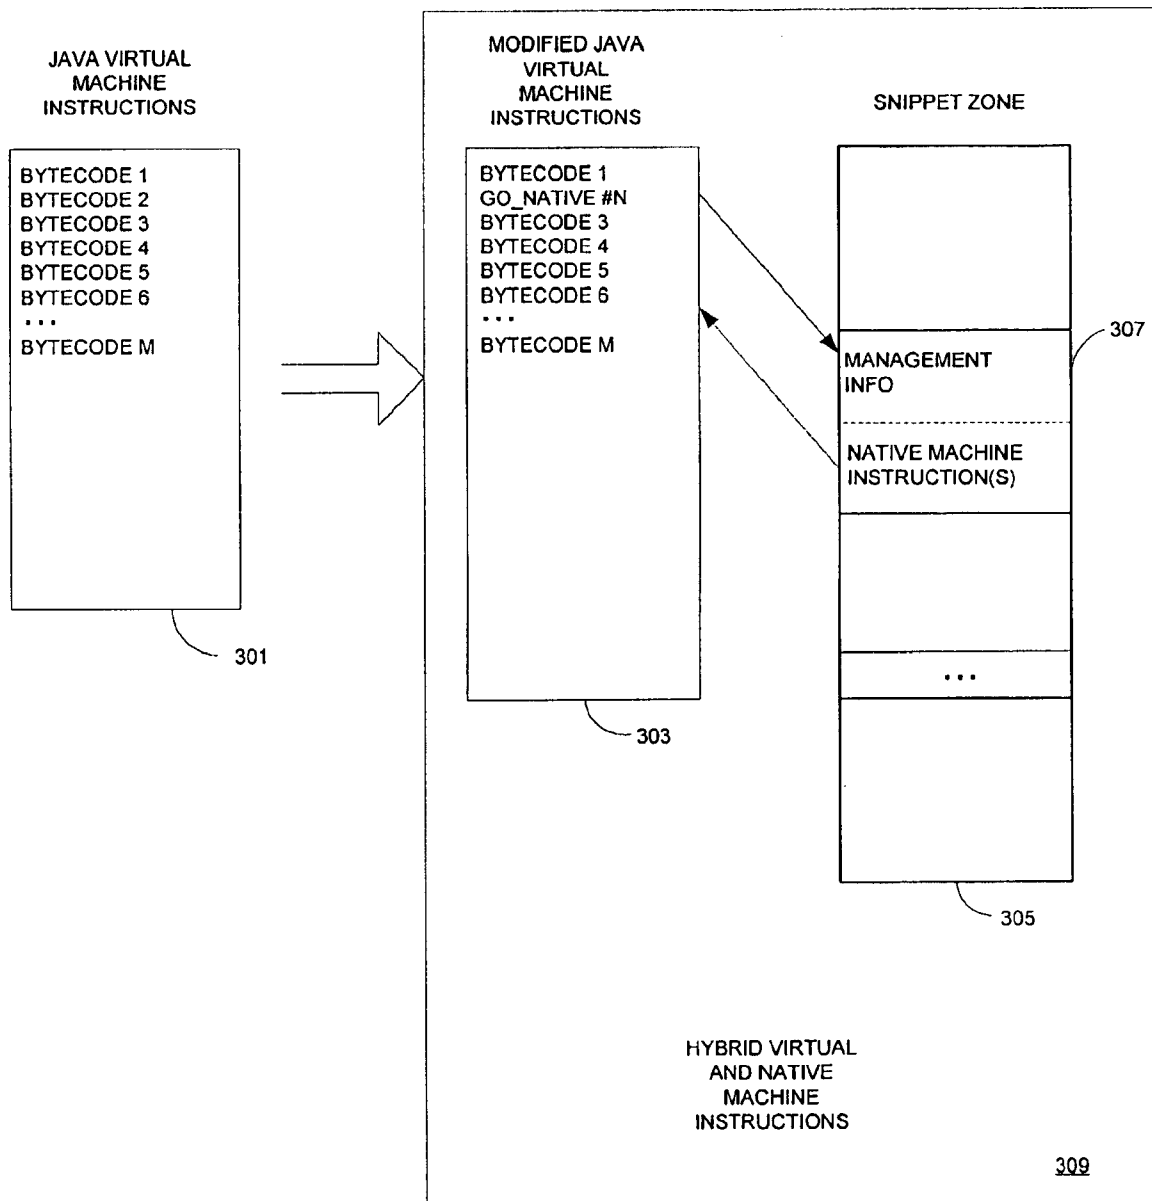 JAVA VIRTUAL
MACHINE
INSTRUCTIONS
BYTECODE 1
BYTECODE 2
BYTECODE 3
BYTECODE 4
BYTECODE 5
BYTECODE 6
...
BYTECODE M
301
MODIFIED JAVA
VIRTUAL
MACHINE
INSTRUCTIONS
BYTECODE 1
GO_NATIVE #N
BYTECODE 3
BYTECODE 4
BYTECODE 5
BYTECODE 6
...
BYTECODE M
303
SNIPPET ZONE
307
MANAGEMENT
INFO
NATIVE MACHINE
INSTRUCTION(S)
...
305
HYBRID VIRTUAL
AND NATIVE
MACHINE
INSTRUCTIONS
309